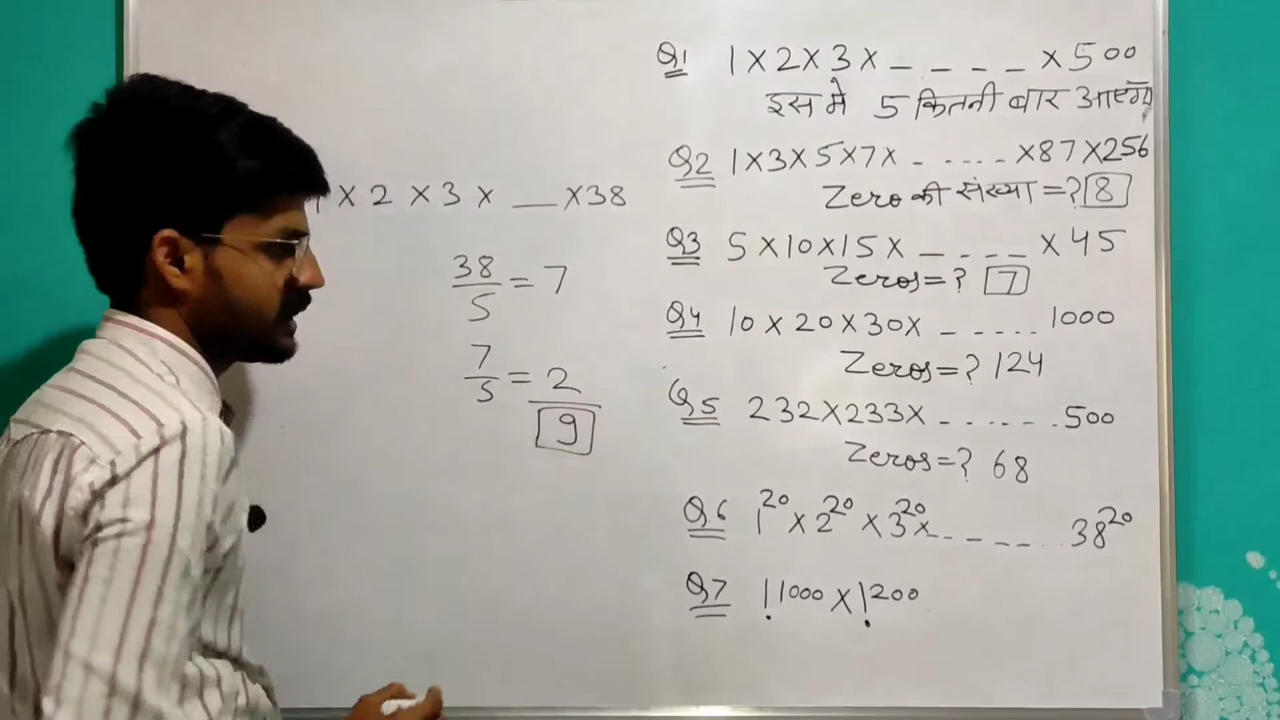 1 × 2 × 3 × __ × 38
38/5 = 7
7/5 = 2
9
Q1 1 × 2 × 3 × _ _ _ _ × 500
इस मे 5 कितनी बार आएगा
Q2 1 × 3 × 5 × 7 × - ---- × 87 × 256
Zero की संख्या = ? 8
Q3 5 × 10 × 15 × _ _ _ _ × 45
Zeros = ? 7
Q4 10 × 20 × 30 × ------ 1000
Zeros = ? 124
Q5 232 × 233 × ------- 500
Zeros = ? 68
Q6 1²⁰ × 2²⁰ × 3²⁰ × ------ 38²⁰
Q7 !1000 × !200